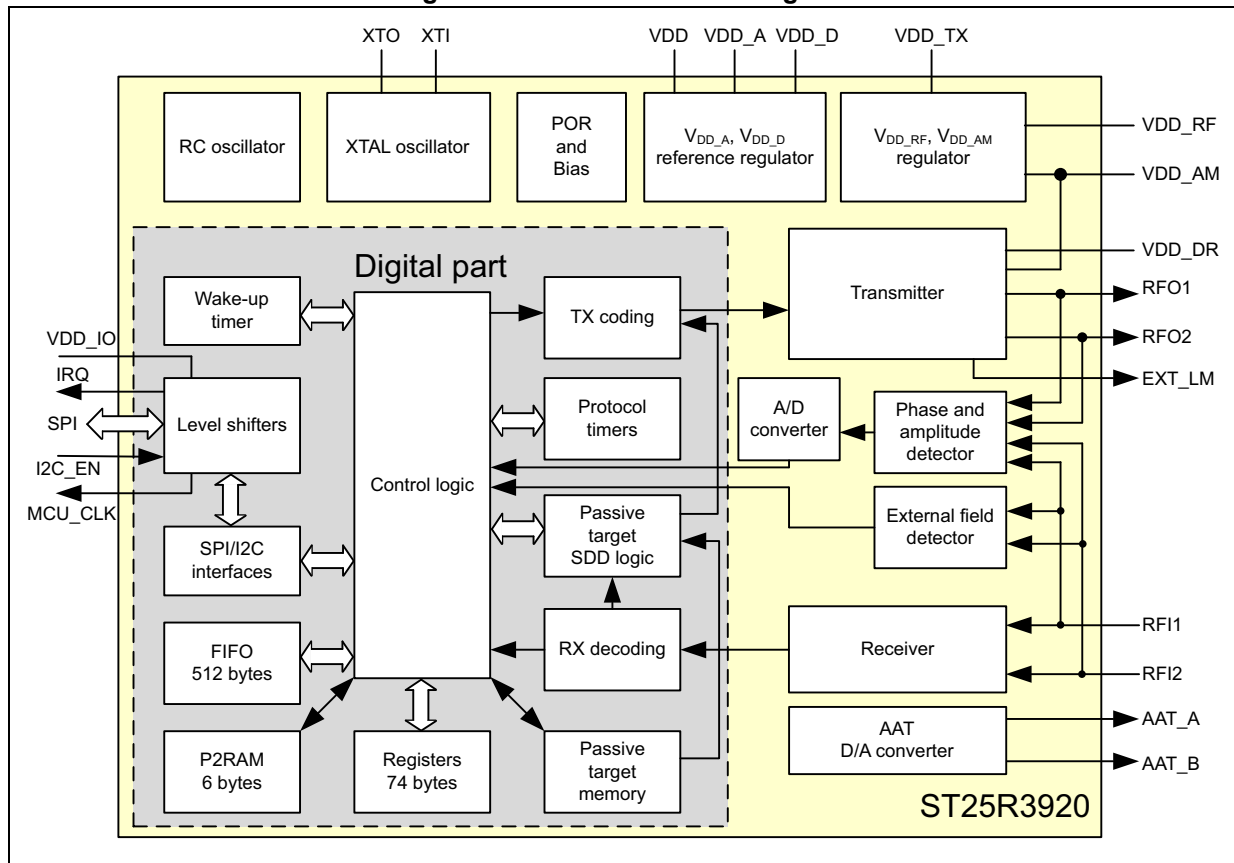 XTO XTI VDD VDD_A VDD_D VDD_TX
RC oscillator
XTAL oscillator
POR
and
Bias
VDD_A, VDD_D
reference regulator
VDD_RF, VDD_AM
regulator
VDD_RF
VDD_AM
VDD_DR
RFO1
RFO2
EXT_LM
Digital part
Wake-up
timer
TX coding
Transmitter
VDD_IO
IRQ
SPI
I2C_EN
MCU_CLK
Level shifters
Control logic
Protocol
timers
A/D
converter
Phase and
amplitude
detector
SPI/I2C
interfaces
Passive
target
SDD logic
External field
detector
FIFO
512 bytes
RX decoding
Receiver
RFI1
RFI2
P2RAM
6 bytes
Registers
74 bytes
Passive
target
memory
AAT
D/A converter
AAT_A
AAT_B
ST25R3920